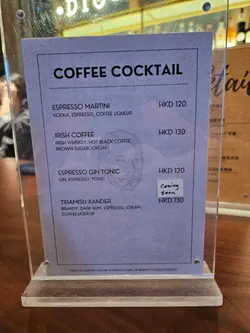 COFFEE COCKTAIL
ESPRESSO MARTINI HKD 120
VODKA, ESPRESSO, COFFEE LIQUEUR
IRISH COFFEE HKD 130
IRISH WHISKEY, HOT BLACK COFFEE,
BROWN SUGAR, CREAM
ESPRESSO GIN TONIC HKD 120
GIN, ESPRESSO, TONIC
Coming
Soon
TIRAMISU XANDER HKD 130
BRANDY, DARK RUM, ESPRESSO, CREAM,
COFFEE LIQUEUR